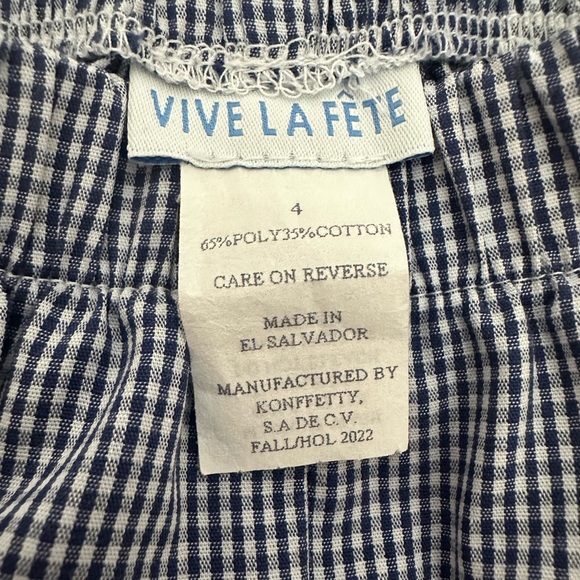 VIVE LA FÊTE
4
65%POLY35%COTTON
CARE ON REVERSE
MADE IN
EL SALVADOR
MANUFACTURED BY
KONFFETTY,
S.A DE C.V.
FALL/HOL 2022